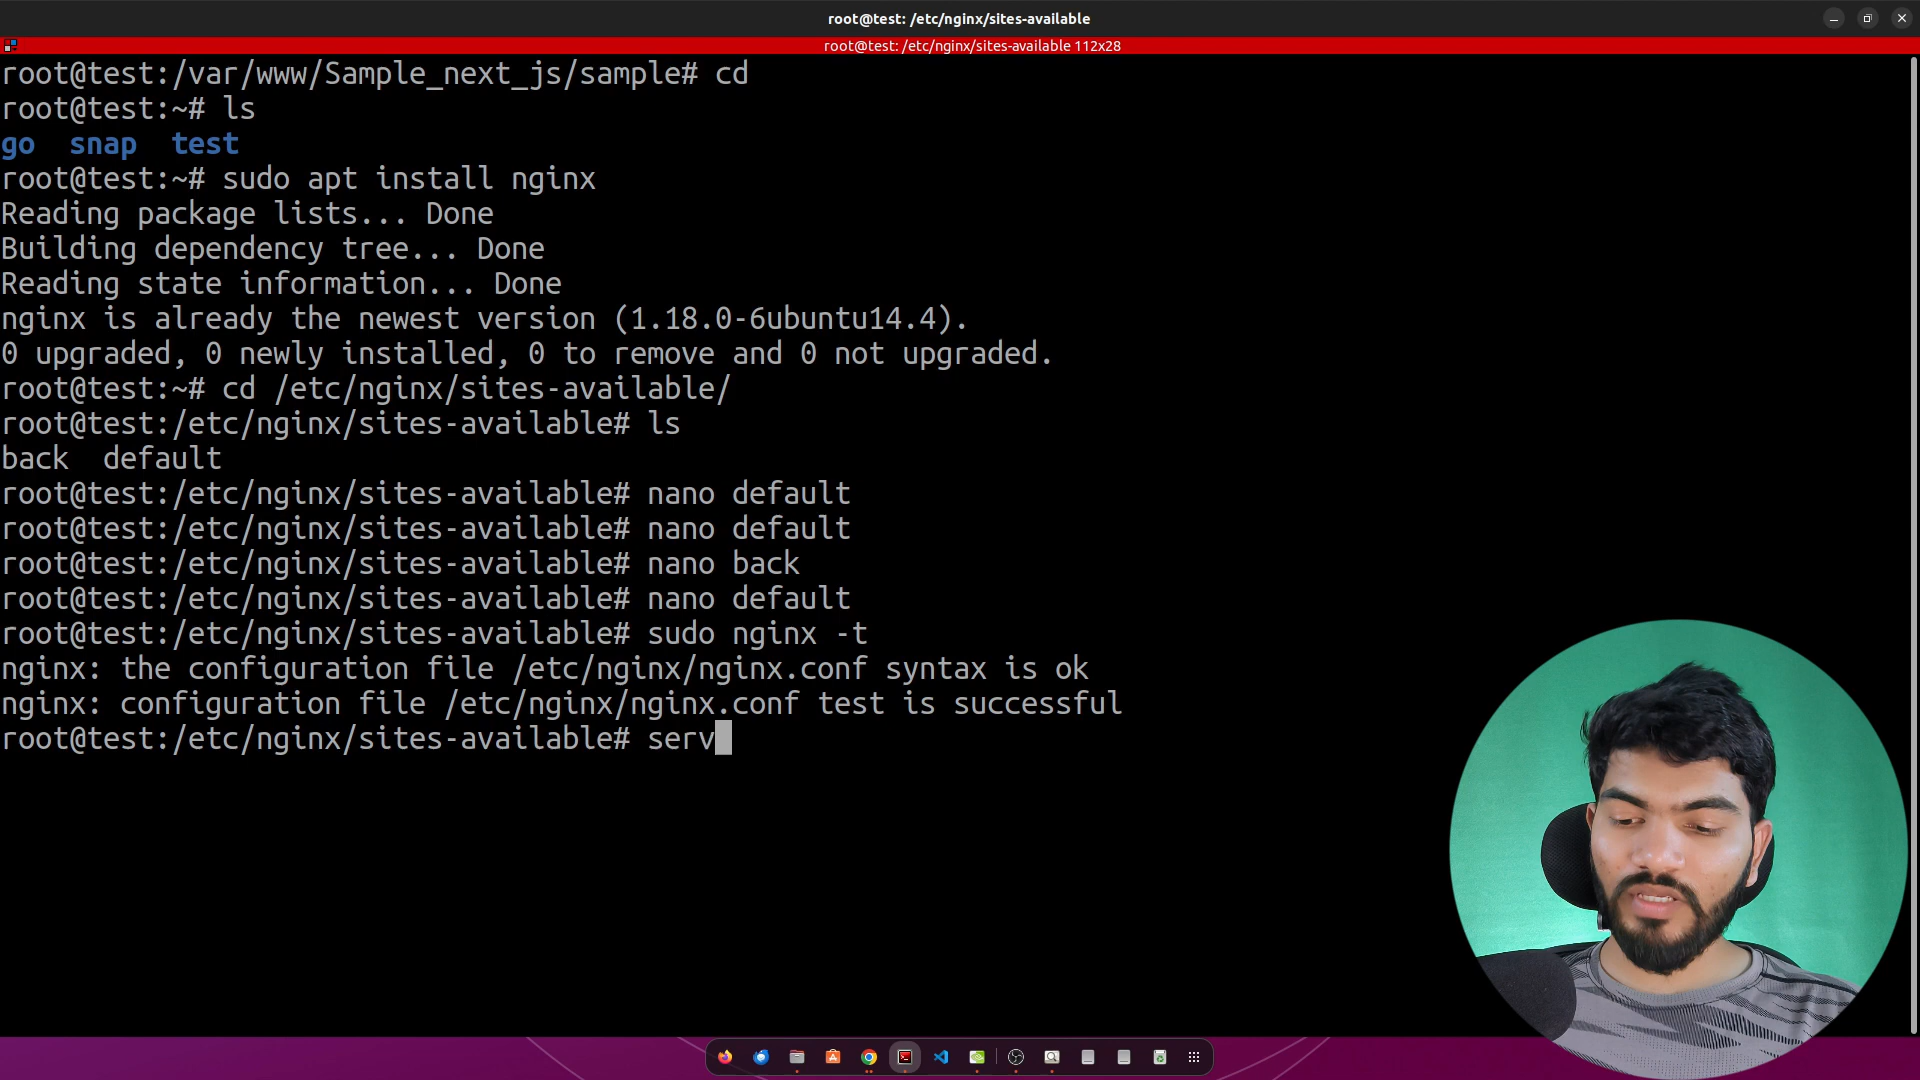 root@test: /etc/nginx/sites-available
root@test: /etc/nginx/sites-available 112x28
root@test:/var/www/Sample_next_js/sample# cd
root@test:~# ls
go  snap  test
root@test:~# sudo apt install nginx
Reading package lists... Done
Building dependency tree... Done
Reading state information... Done
nginx is already the newest version (1.18.0-6ubuntu14.4).
0 upgraded, 0 newly installed, 0 to remove and 0 not upgraded.
root@test:~# cd /etc/nginx/sites-available/
root@test:/etc/nginx/sites-available# ls
back  default
root@test:/etc/nginx/sites-available# nano default
root@test:/etc/nginx/sites-available# nano default
root@test:/etc/nginx/sites-available# nano back
root@test:/etc/nginx/sites-available# nano default
root@test:/etc/nginx/sites-available# sudo nginx -t
nginx: the configuration file /etc/nginx/nginx.conf syntax is ok
nginx: configuration file /etc/nginx/nginx.conf test is successful
root@test:/etc/nginx/sites-available# serv